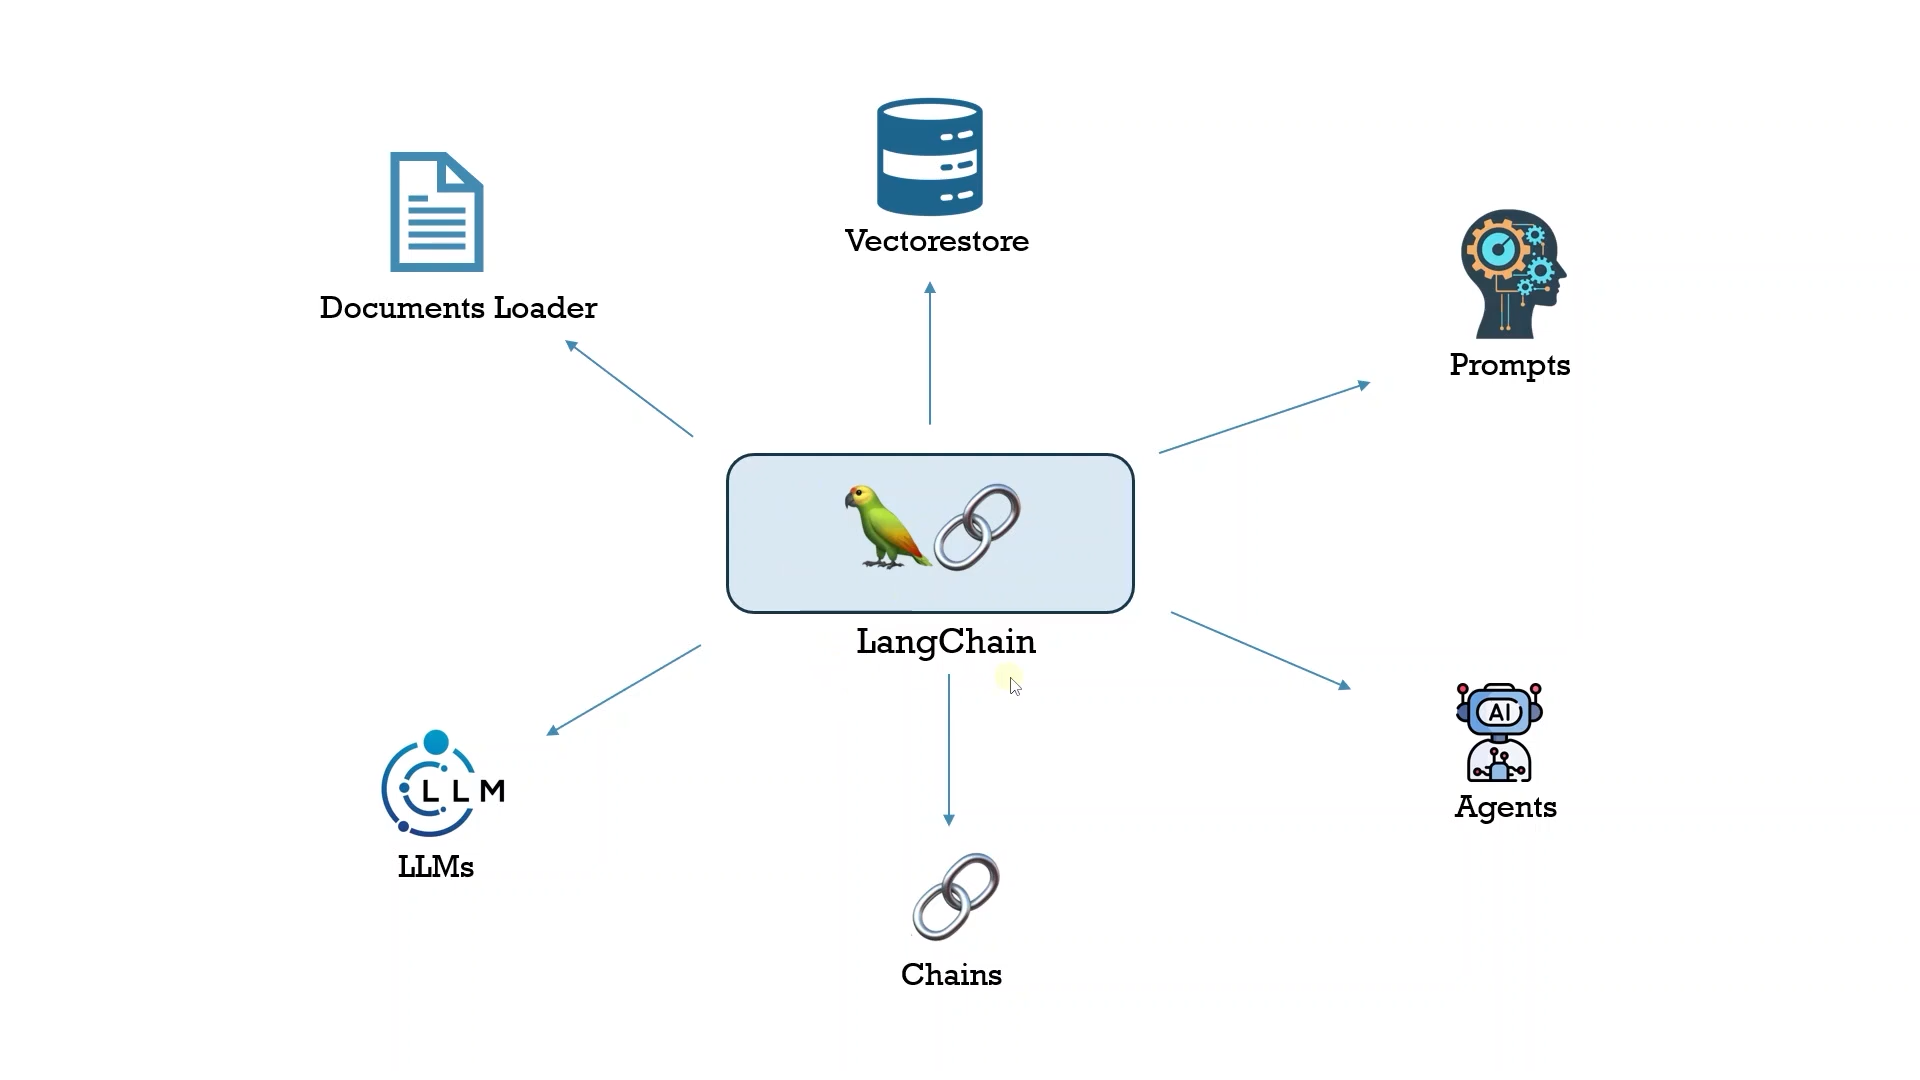 Vectorestore
Documents Loader
Prompts
LangChain
AI
Agents
LLM
LLMs
Chains